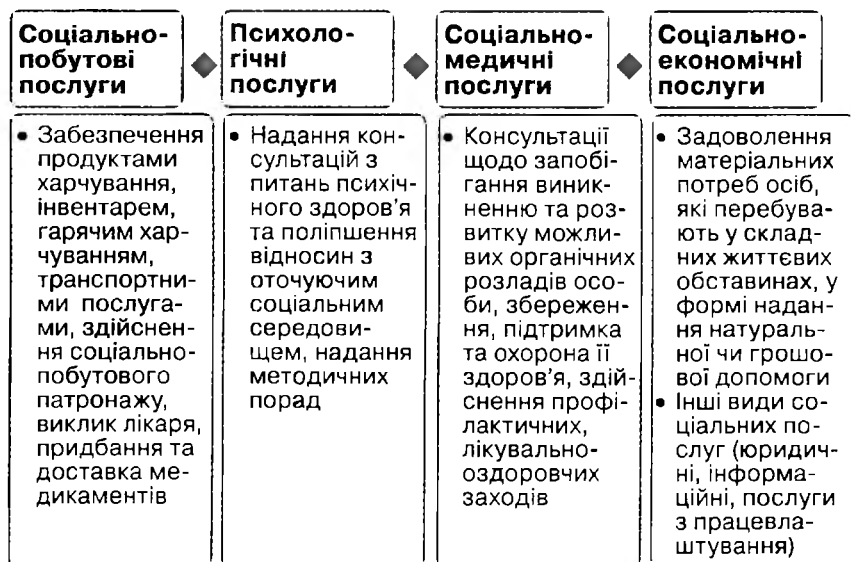 Соціально-
побутові
послуги
Психоло-
гічні
послуги
Соціально-
медичні
послуги
Соціально-
економічні
послуги
• Забезпечення
продуктами
харчування,
інвентарем,
гарячим хар-
чуванням,
транспортни-
ми послуга-
ми, здійснен-
ня соціально-
побутового
патронажу,
виклик лікаря,
придбання та
доставка ме-
дикаментів
• Надання кон-
сультацій з
питань психіч-
ного здоров'я
та поліпшення
відносин з
оточуючим
соціальним
середови-
щем, надання
методичних
порад
• Консультації
щодо запобі-
гання виник-
ненню та роз-
витку можли-
вих органічних
розладів осо-
би, збережен-
ня, підтримка
та охорона її
здоров'я, здій-
снення профі-
лактичних,
лікувально-
оздоровчих
заходів
• Задоволення
матеріальних
потреб осіб,
які перебува-
ють у склад-
них життєвих
обставинах, у
формі надан-
ня натураль-
ної чи грошо-
вої допомоги
• Інші види со-
ціальних по-
слуг (юридич-
ні, інформа-
ційні, послуги
з працевла-
штування)